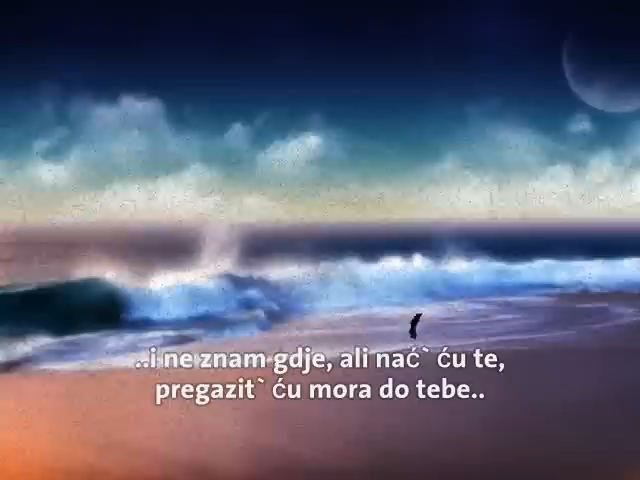 ..i ne znam gdje, ali nać` ću te,
pregazit` ću mora do tebe..